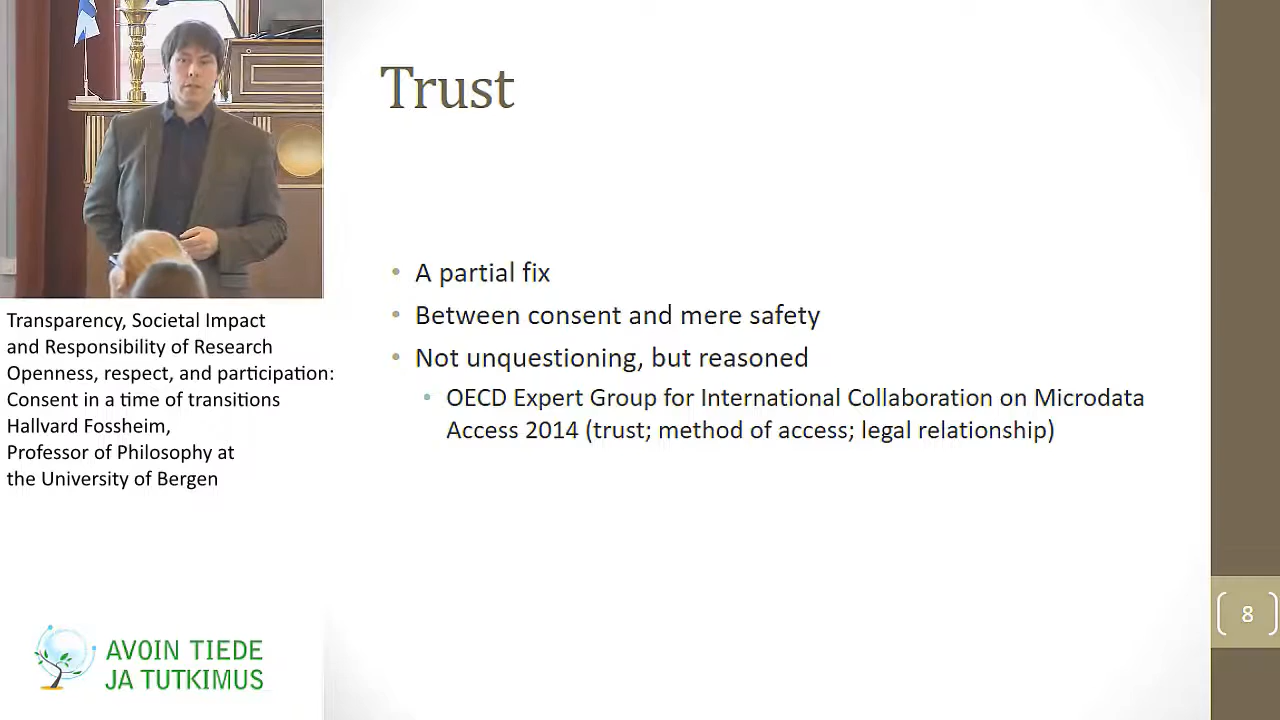 Trust
• A partial fix
• Between consent and mere safety
• Not unquestioning, but reasoned
• OECD Expert Group for International Collaboration on Microdata
Access 2014 (trust; method of access; legal relationship)
Transparency, Societal Impact
and Responsibility of Research
Openness, respect, and participation:
Consent in a time of transitions
Hallvard Fossheim,
Professor of Philosophy at
the University of Bergen
AVOIN TIEDE
JA TUTKIMUS
8